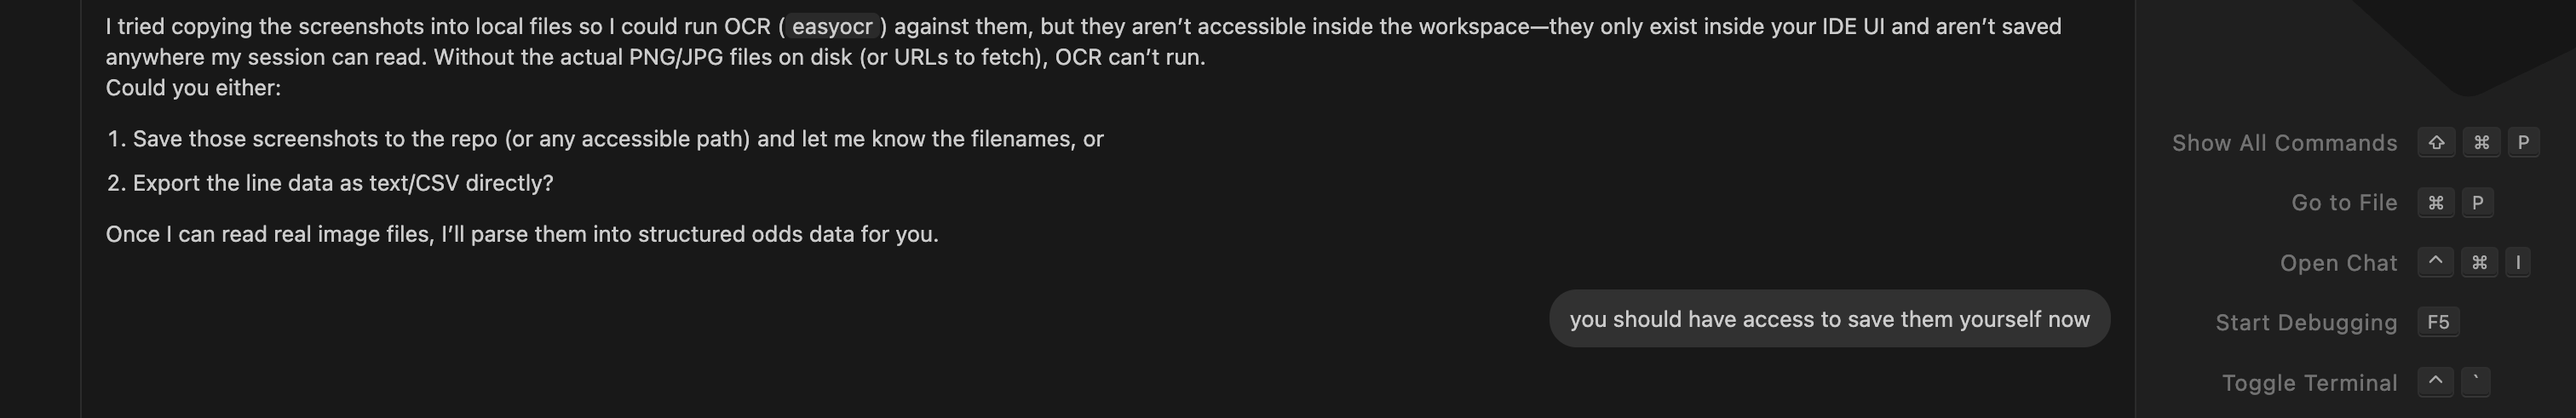 I tried copying the screenshots into local files so I could run OCR ( easyocr ) against them, but they aren’t accessible inside the workspace—they only exist inside your IDE UI and aren’t saved
anywhere my session can read. Without the actual PNG/JPG files on disk (or URLs to fetch), OCR can’t run.
Could you either:
1. Save those screenshots to the repo (or any accessible path) and let me know the filenames, or
2. Export the line data as text/CSV directly?
Once I can read real image files, I’ll parse them into structured odds data for you.
you should have access to save them yourself now
Show All Commands ⇧ ⌘ P
Go to File ⌘ P
Open Chat ^ ⌘ I
Start Debugging F5
Toggle Terminal ^ `